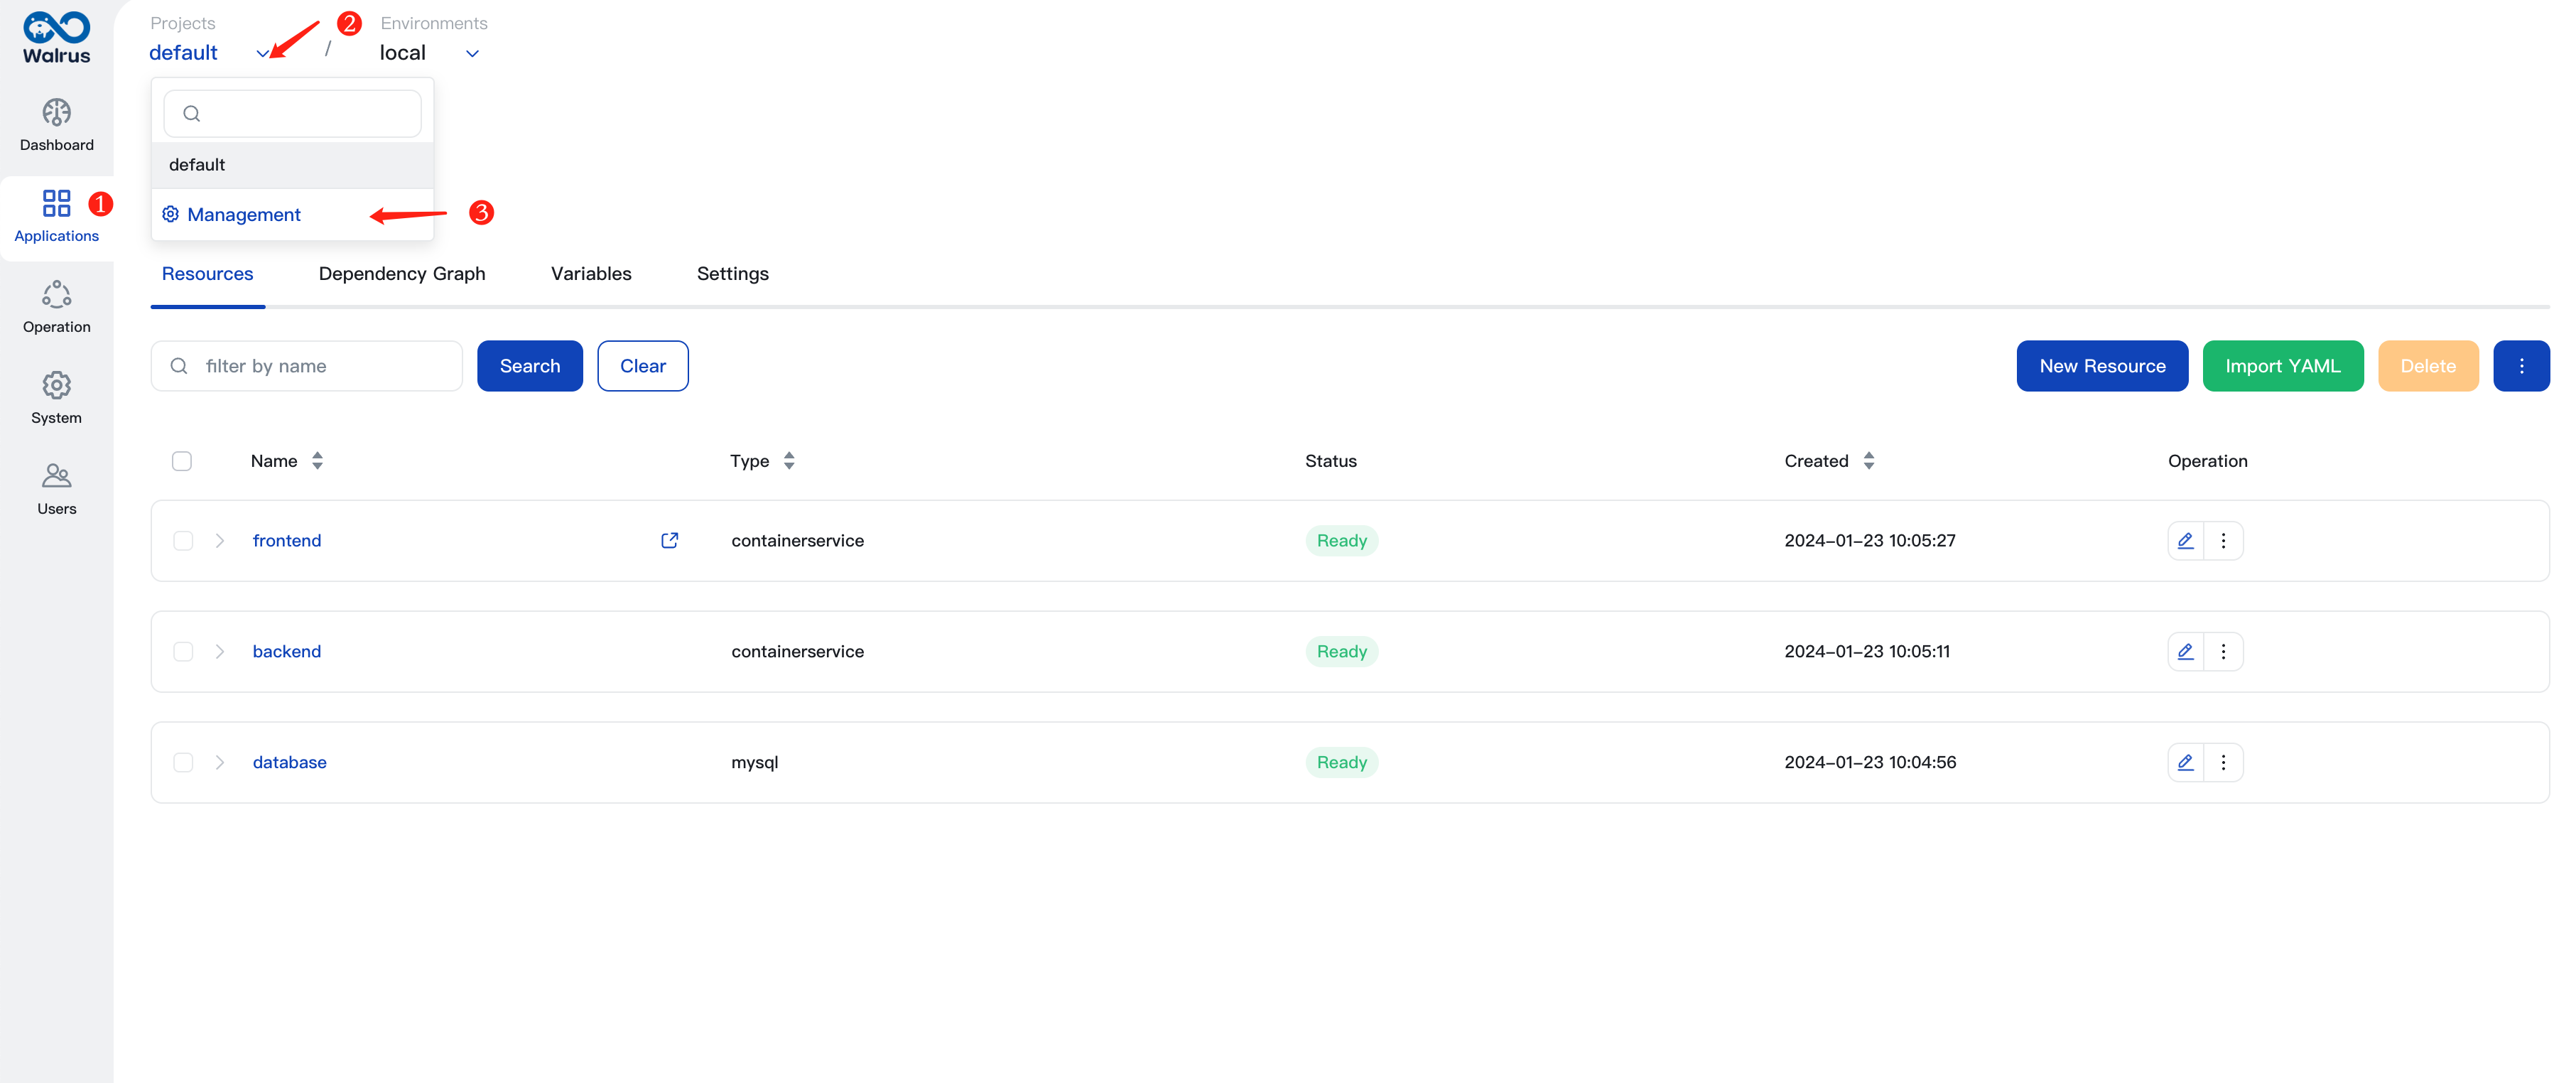 Walrus
Projects
Environments
default
/
local
2
default
Management
3
Dashboard
1
Applications
Operation
System
Users
Resources
Dependency Graph
Variables
Settings
filter by name
Search
Clear
New Resource
Import YAML
Delete
Name
Type
Status
Created
Operation
frontend
containerservice
Ready
2024-01-23 10:05:27
backend
containerservice
Ready
2024-01-23 10:05:11
database
mysql
Ready
2024-01-23 10:04:56